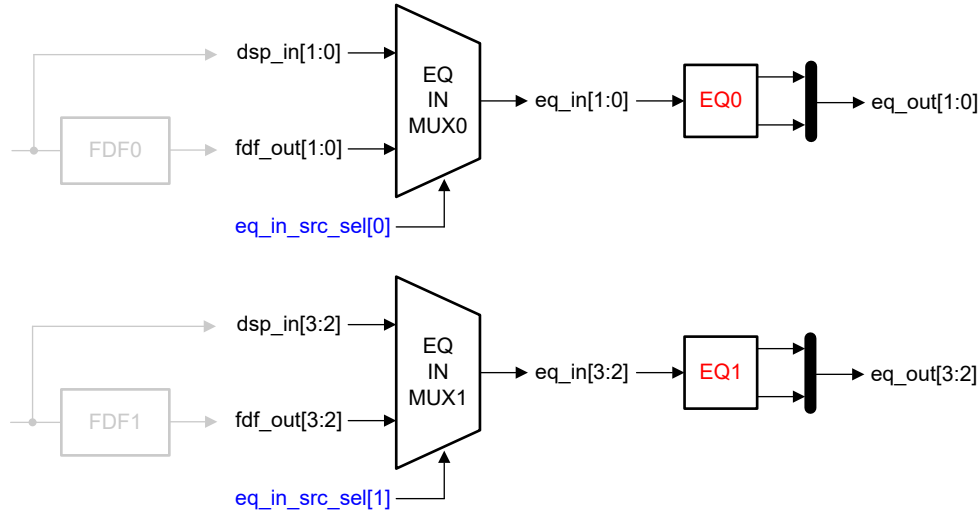 dsp_in[1:0]
EQ
IN
MUX0
eq_in[1:0]
EQ0
eq_out[1:0]
FDF0
fdf_out[1:0]
eq_in_src_sel[0]
dsp_in[3:2]
EQ
IN
MUX1
eq_in[3:2]
EQ1
eq_out[3:2]
FDF1
fdf_out[3:2]
eq_in_src_sel[1]